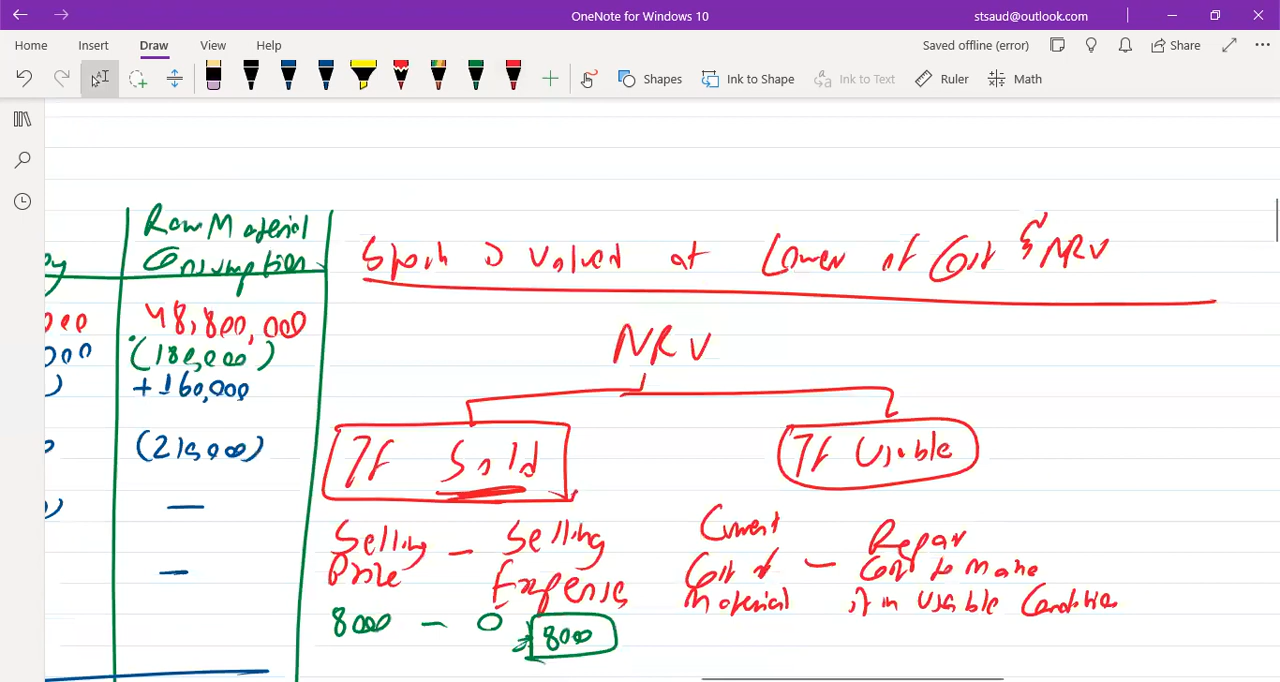 OneNote for Windows 10
stsaud@outlook.com
Home Insert Draw View Help
Saved offline (error)
Share
Shapes
Ink to Shape
Ink to Text
Ruler
Math
Raw Material
Consumption
48,800,000
(180,000)
+160,000
—
—
000
000
)
)
Stock is valued at Lower of Cost & NRV
NRV
If Sold
If Usable
Selling Price — Selling Expense
8000 — 0
8000
Current Cost of Material — Repair Cost to Make it in Usable Condition